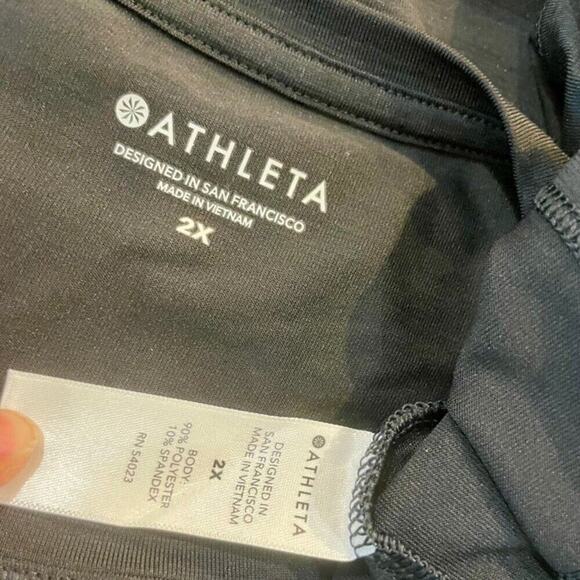 ATHLETA
DESIGNED IN SAN FRANCISCO
MADE IN VIETNAM
2X
ATHLETA
DESIGNED IN
SAN FRANCISCO
MADE IN VIETNAM
2X
BODY:
90% POLYESTER
10% SPANDEX
RN 54023